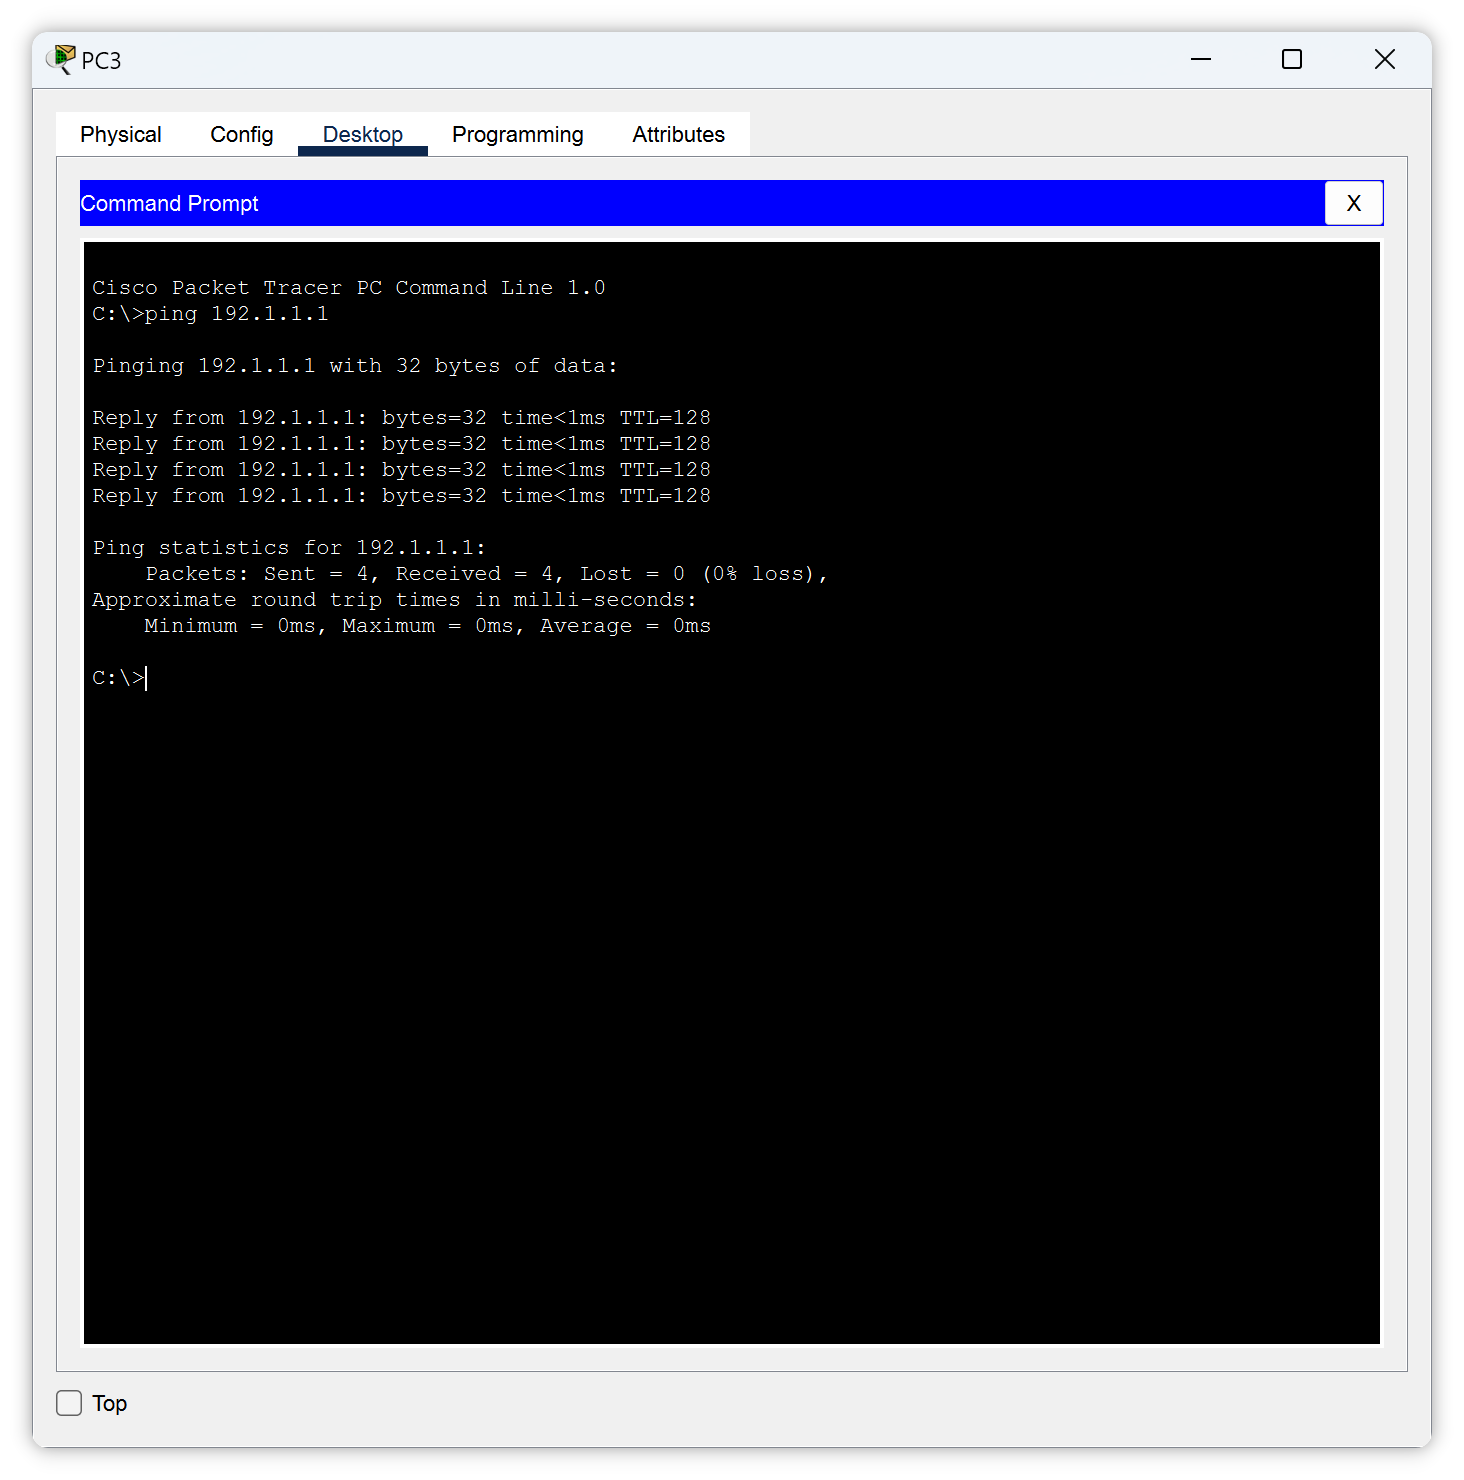 PC3
Physical Config Desktop Programming Attributes
Command Prompt X
Cisco Packet Tracer PC Command Line 1.0
C:\>ping 192.1.1.1
Pinging 192.1.1.1 with 32 bytes of data:
Reply from 192.1.1.1: bytes=32 time<1ms TTL=128
Reply from 192.1.1.1: bytes=32 time<1ms TTL=128
Reply from 192.1.1.1: bytes=32 time<1ms TTL=128
Reply from 192.1.1.1: bytes=32 time<1ms TTL=128
Ping statistics for 192.1.1.1:
    Packets: Sent = 4, Received = 4, Lost = 0 (0% loss),
Approximate round trip times in milli-seconds:
    Minimum = 0ms, Maximum = 0ms, Average = 0ms
C:\>
Top